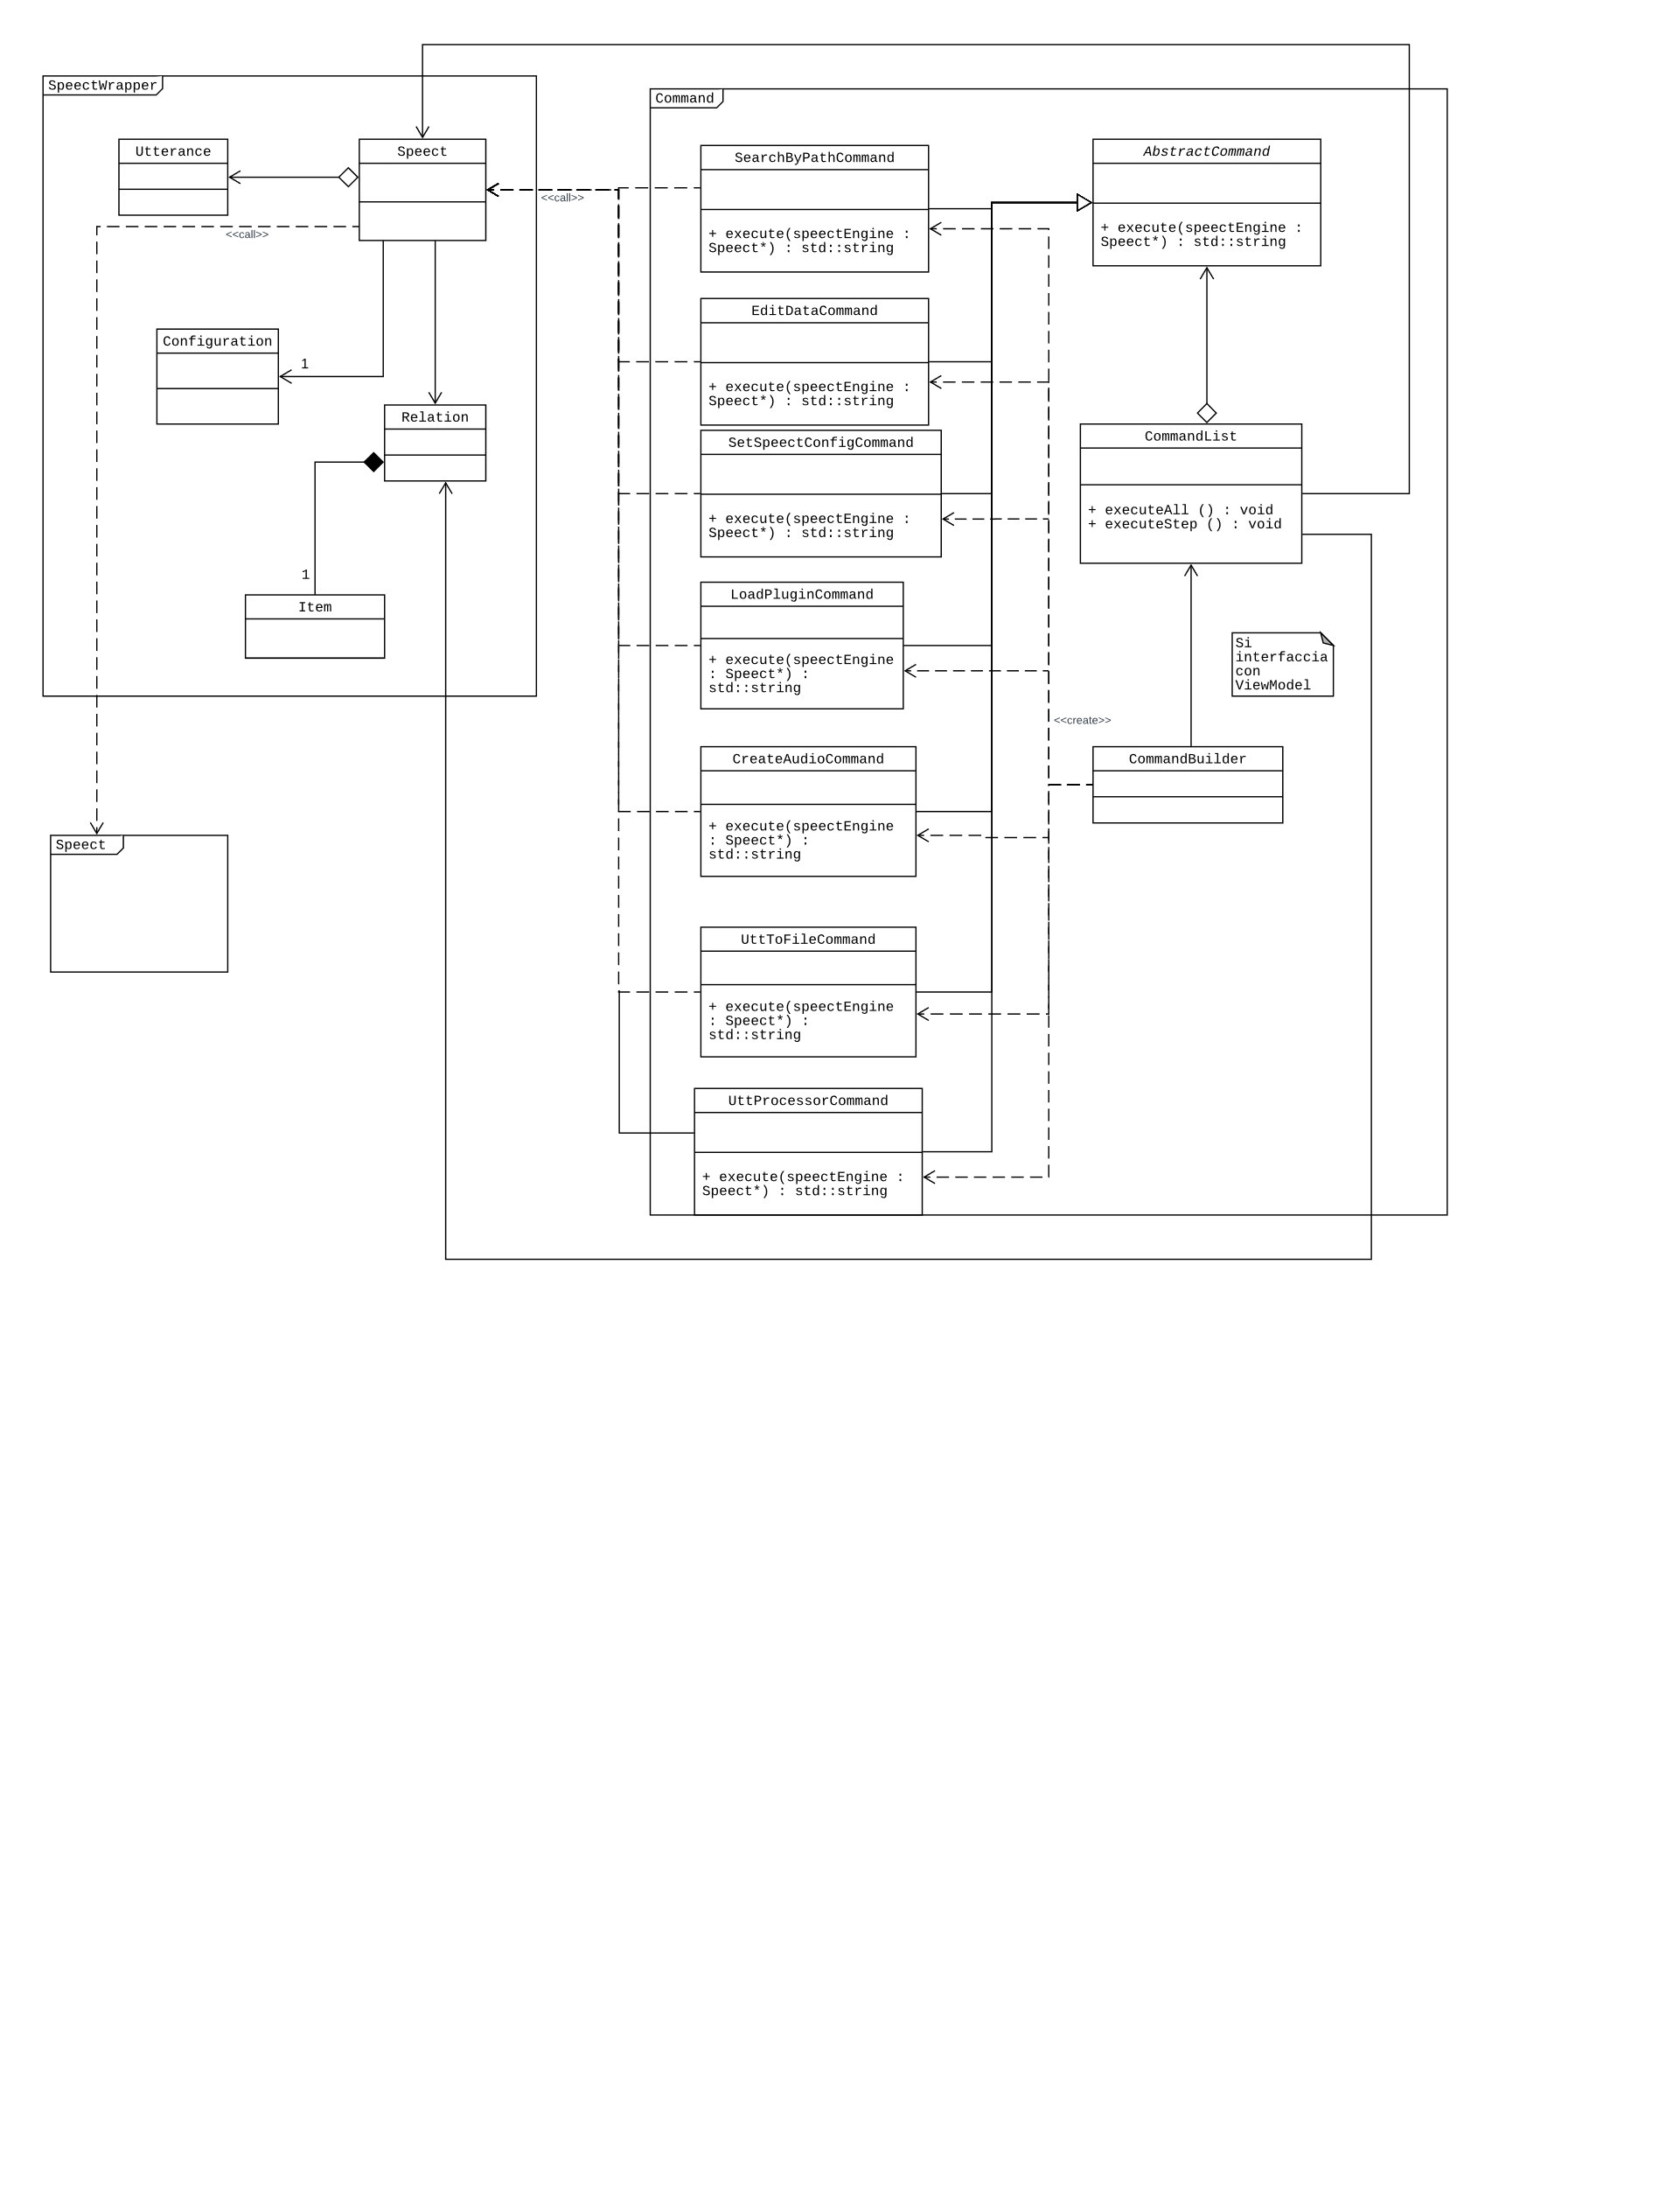 SpeectWrapper
Utterance
Speect
<<call>>
<<call>>
Configuration
1
Relation
1
Item
Speect
Command
SearchByPathCommand
+ execute(speectEngine :
Speect*) : std::string
EditDataCommand
+ execute(speectEngine :
Speect*) : std::string
SetSpeectConfigCommand
+ execute(speectEngine :
Speect*) : std::string
LoadPluginCommand
+ execute(speectEngine
: Speect*) :
std::string
CreateAudioCommand
+ execute(speectEngine
: Speect*) :
std::string
UttToFileCommand
+ execute(speectEngine
: Speect*) :
std::string
UttProcessorCommand
+ execute(speectEngine :
Speect*) : std::string
AbstractCommand
+ execute(speectEngine :
Speect*) : std::string
CommandList
+ executeAll () : void
+ executeStep () : void
Si
interfaccia
con
ViewModel
<<create>>
CommandBuilder